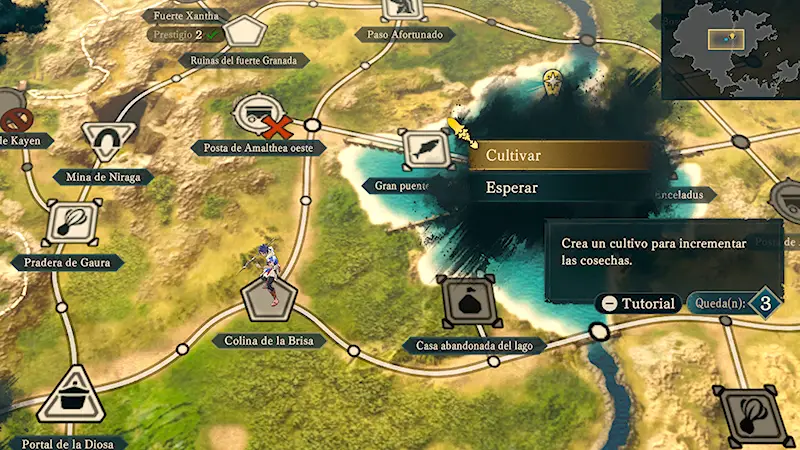 Fuerte Xantha
Prestigio 2
Paso Afortunado
Ruinas del fuerte Granada
de Kayen
Posta de Amalthea oeste
Mina de Niraga
Gran puente
Cultivar
Esperar
Pradera de Gaura
Crea un cultivo para incrementar
las cosechas.
Tutorial
Queda(n): 3
Colina de la Brisa
Casa abandonada del lago
Portal de la Diosa